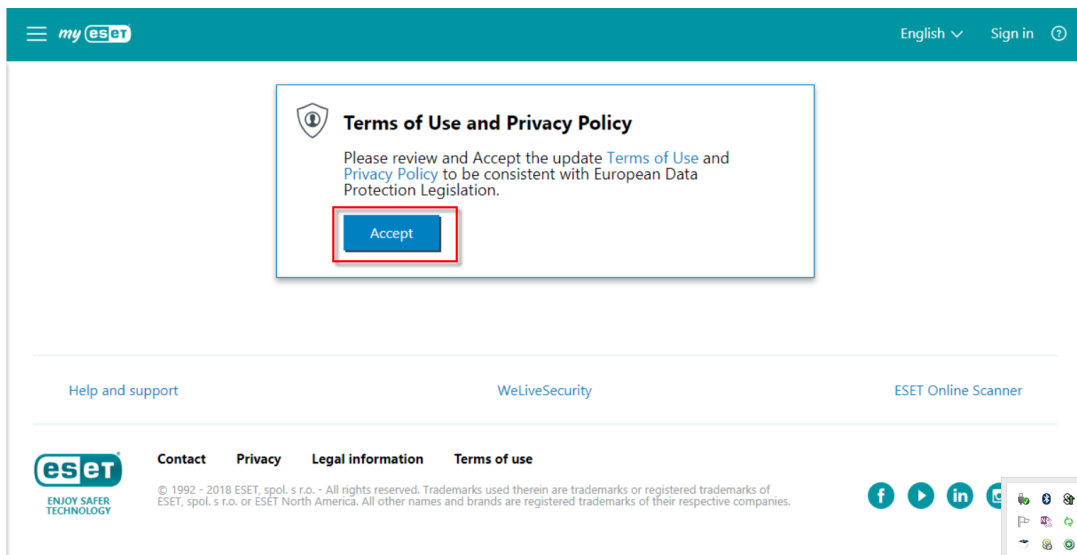 my eset
English
Sign in
Terms of Use and Privacy Policy
Please review and Accept the update Terms of Use and
Privacy Policy to be consistent with European Data
Protection Legislation.
Accept
Help and support
WeLiveSecurity
ESET Online Scanner
eset
ENJOY SAFER
TECHNOLOGY
Contact
Privacy
Legal information
Terms of use
© 1992 - 2018 ESET, spol. s r.o. - All rights reserved. Trademarks used therein are trademarks or registered trademarks of
ESET, spol. s r.o. or ESET North America. All other names and brands are registered trademarks of their respective companies.